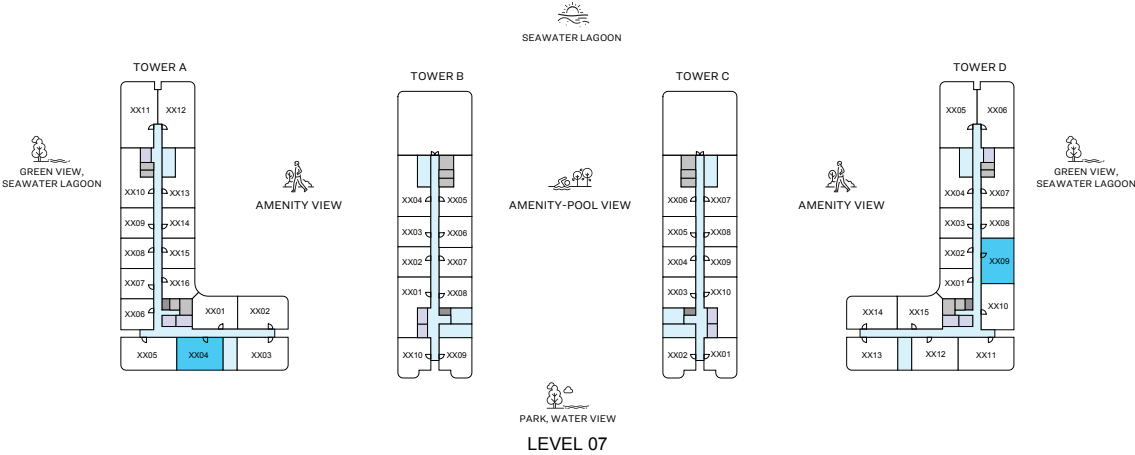 SEAWATER LAGOON
TOWER A
TOWER B
TOWER C
TOWER D
XX11 XX12
XX10 XX13
XX09 XX14
XX08 XX15
XX07 XX16
XX06 XX01 XX02
XX05 XX04 XX03
XX04 XX05
XX03 XX06
XX02 XX07
XX01 XX08
XX10 XX09
XX06 XX07
XX05 XX08
XX04 XX09
XX03 XX10
XX02 XX01
XX05 XX06
XX04 XX07
XX03 XX08
XX02 XX09
XX01 XX10
XX14 XX15
XX13 XX12 XX11
GREEN VIEW,
SEAWATER LAGOON
AMENITY VIEW
AMENITY-POOL VIEW
AMENITY VIEW
GREEN VIEW,
SEAWATER LAGOON
PARK, WATER VIEW
LEVEL 07